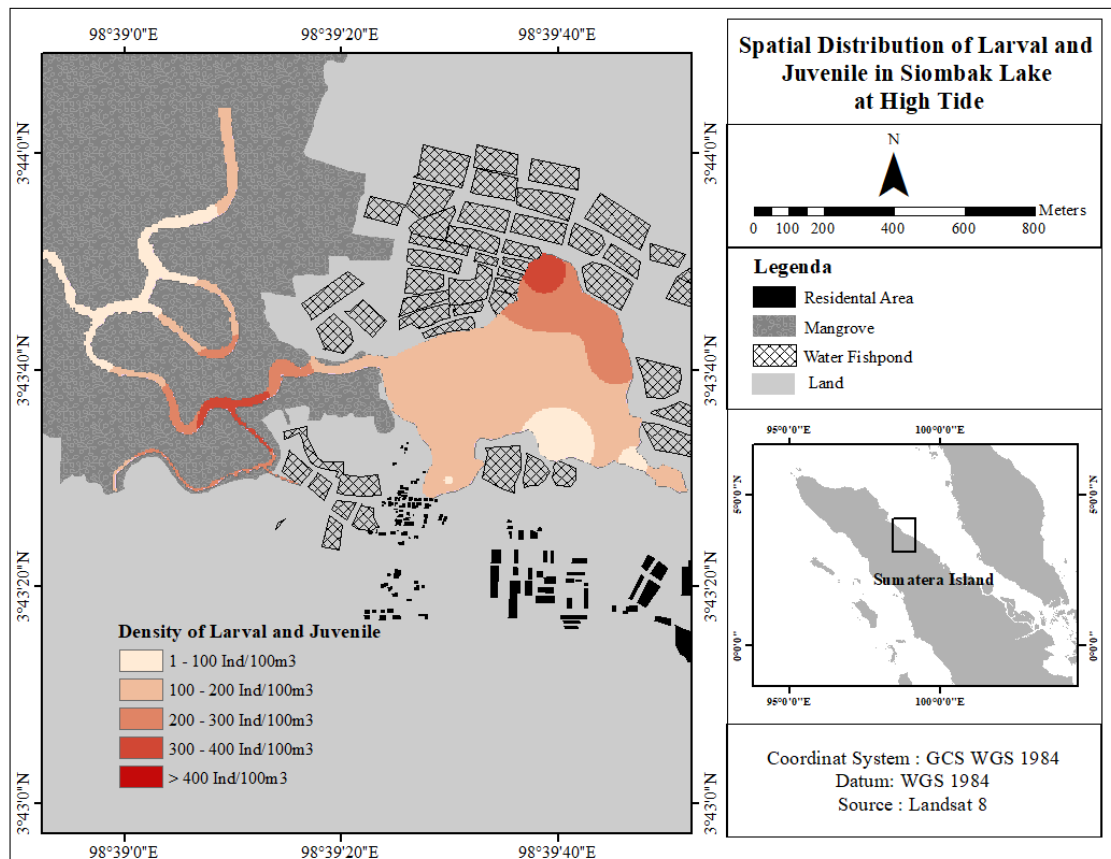 98°39'0"E
98°39'20"E
98°39'40"E
3°44'0"N
3°43'40"N
3°43'20"N
3°43'0"N
3°44'0"N
3°43'40"N
3°43'20"N
3°43'0"N
98°39'0"E
98°39'20"E
98°39'40"E
Density of Larval and Juvenile
1 - 100 Ind/100m3
100 - 200 Ind/100m3
200 - 300 Ind/100m3
300 - 400 Ind/100m3
> 400 Ind/100m3
Spatial Distribution of Larval and
Juvenile in Siombak Lake
at High Tide
N
Meters
0 100 200 400 600 800
Legenda
Residental Area
Mangrove
Water Fishpond
Land
95°0'0"E
100°0'0"E
5°0'0"N
0°0'0"N
5°0'0"N
0°0'0"N
Sumatera Island
95°0'0"E
100°0'0"E
Coordinat System : GCS WGS 1984
Datum: WGS 1984
Source : Landsat 8